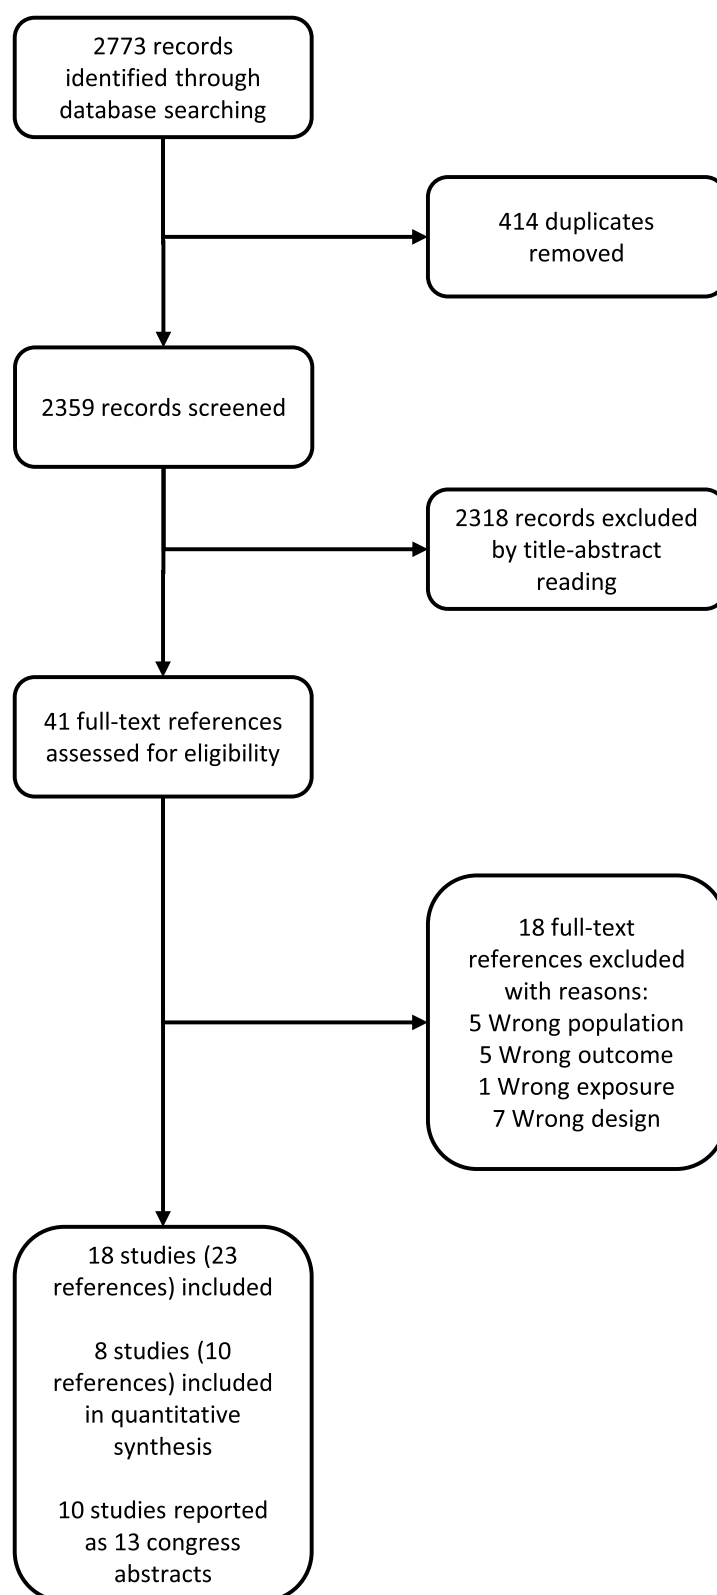 2773 records
identified through
database searching
414 duplicates
removed
2359 records screened
2318 records excluded
by title-abstract
reading
41 full-text references
assessed for eligibility
18 full-text
references excluded
with reasons:
5 Wrong population
5 Wrong outcome
1 Wrong exposure
7 Wrong design
18 studies (23
references) included
8 studies (10
references) included
in quantitative
synthesis
10 studies reported
as 13 congress
abstracts